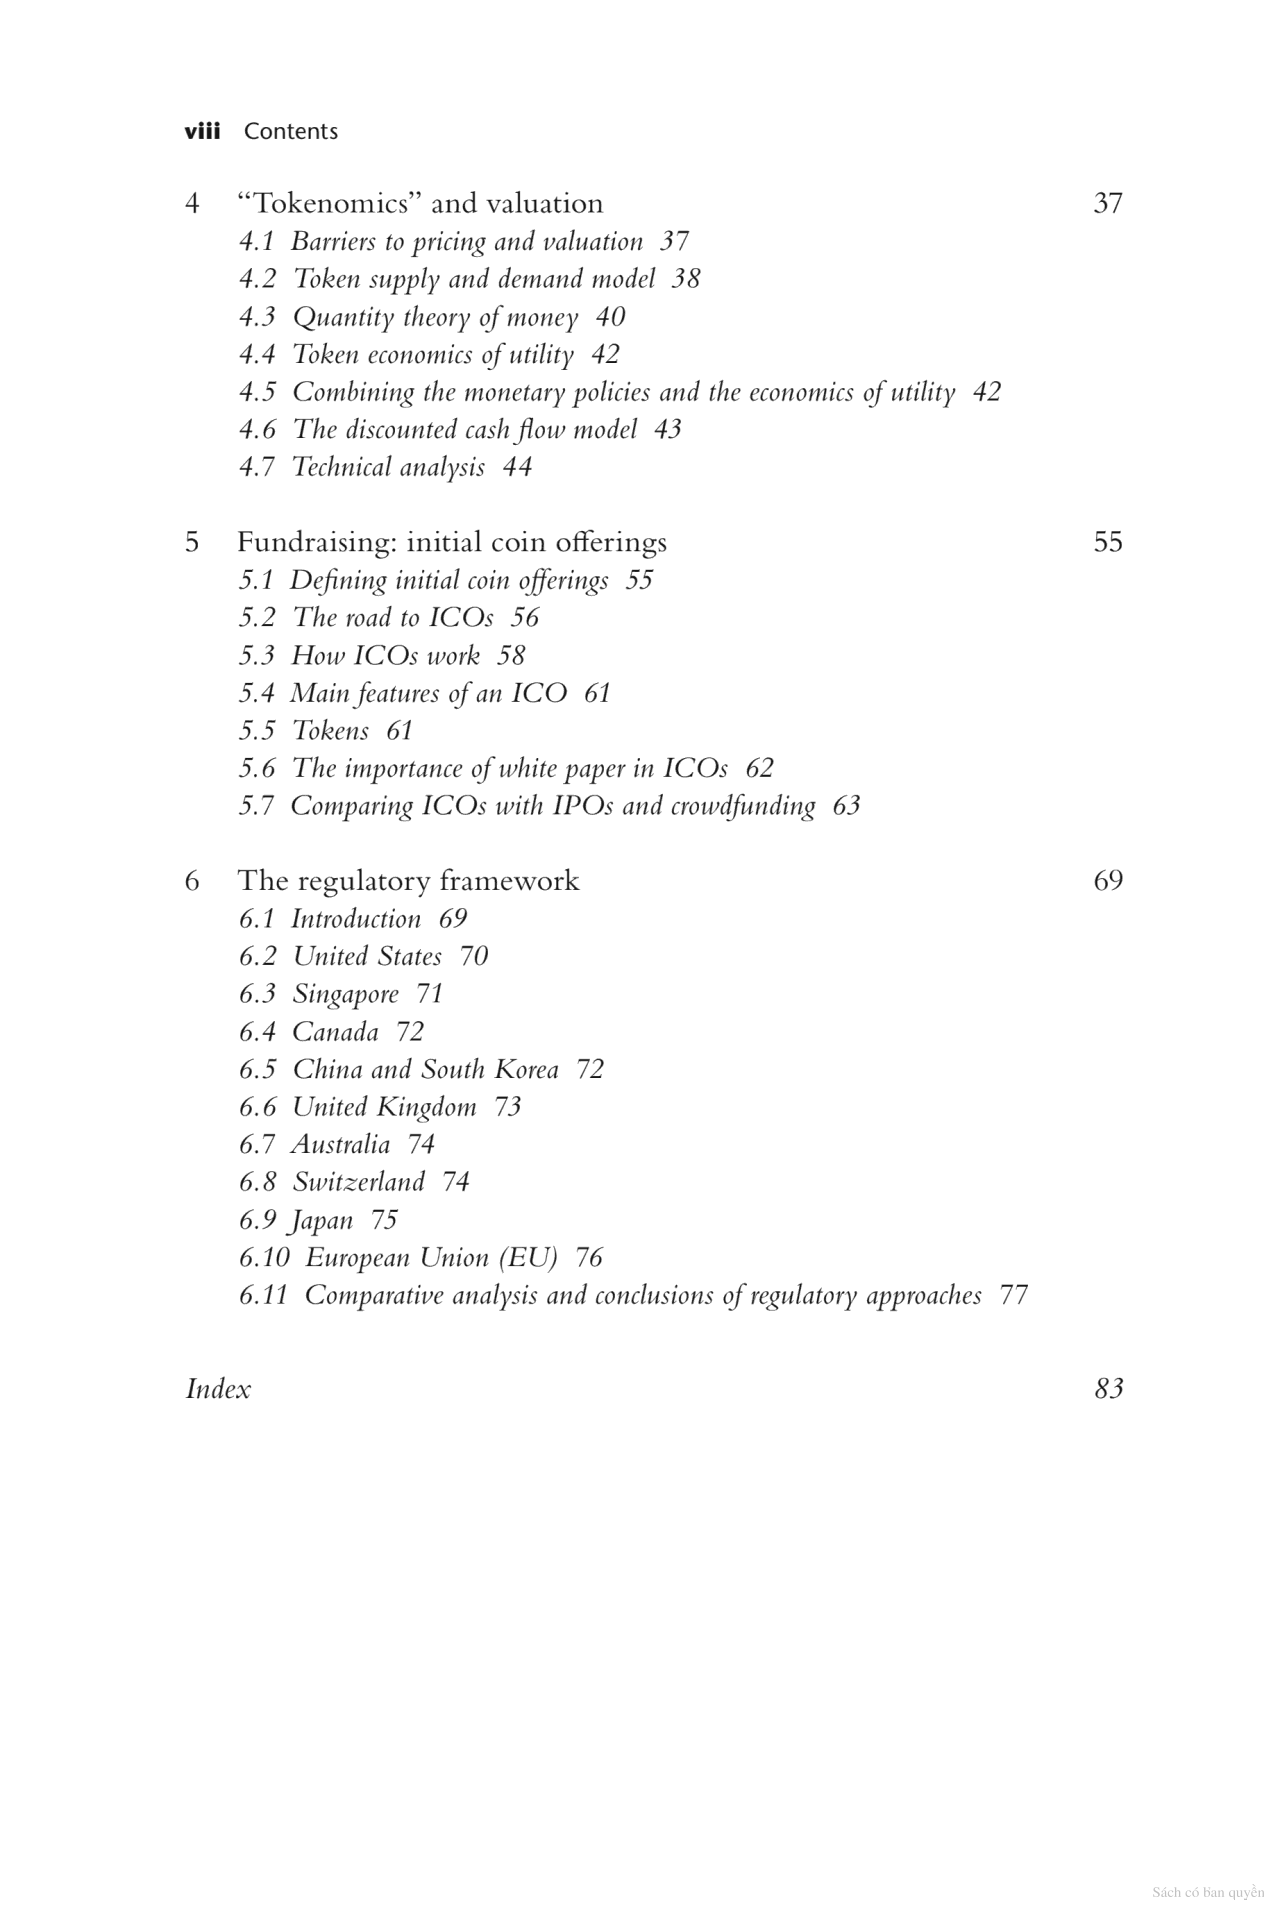 viii Contents
4 “Tokenomics” and valuation 37
4.1 Barriers to pricing and valuation 37
4.2 Token supply and demand model 38
4.3 Quantity theory of money 40
4.4 Token economics of utility 42
4.5 Combining the monetary policies and the economics of utility 42
4.6 The discounted cash flow model 43
4.7 Technical analysis 44
5 Fundraising: initial coin offerings 55
5.1 Defining initial coin offerings 55
5.2 The road to ICOs 56
5.3 How ICOs work 58
5.4 Main features of an ICO 61
5.5 Tokens 61
5.6 The importance of white paper in ICOs 62
5.7 Comparing ICOs with IPOs and crowdfunding 63
6 The regulatory framework 69
6.1 Introduction 69
6.2 United States 70
6.3 Singapore 71
6.4 Canada 72
6.5 China and South Korea 72
6.6 United Kingdom 73
6.7 Australia 74
6.8 Switzerland 74
6.9 Japan 75
6.10 European Union (EU) 76
6.11 Comparative analysis and conclusions of regulatory approaches 77
Index 83
Sách có bản quyền